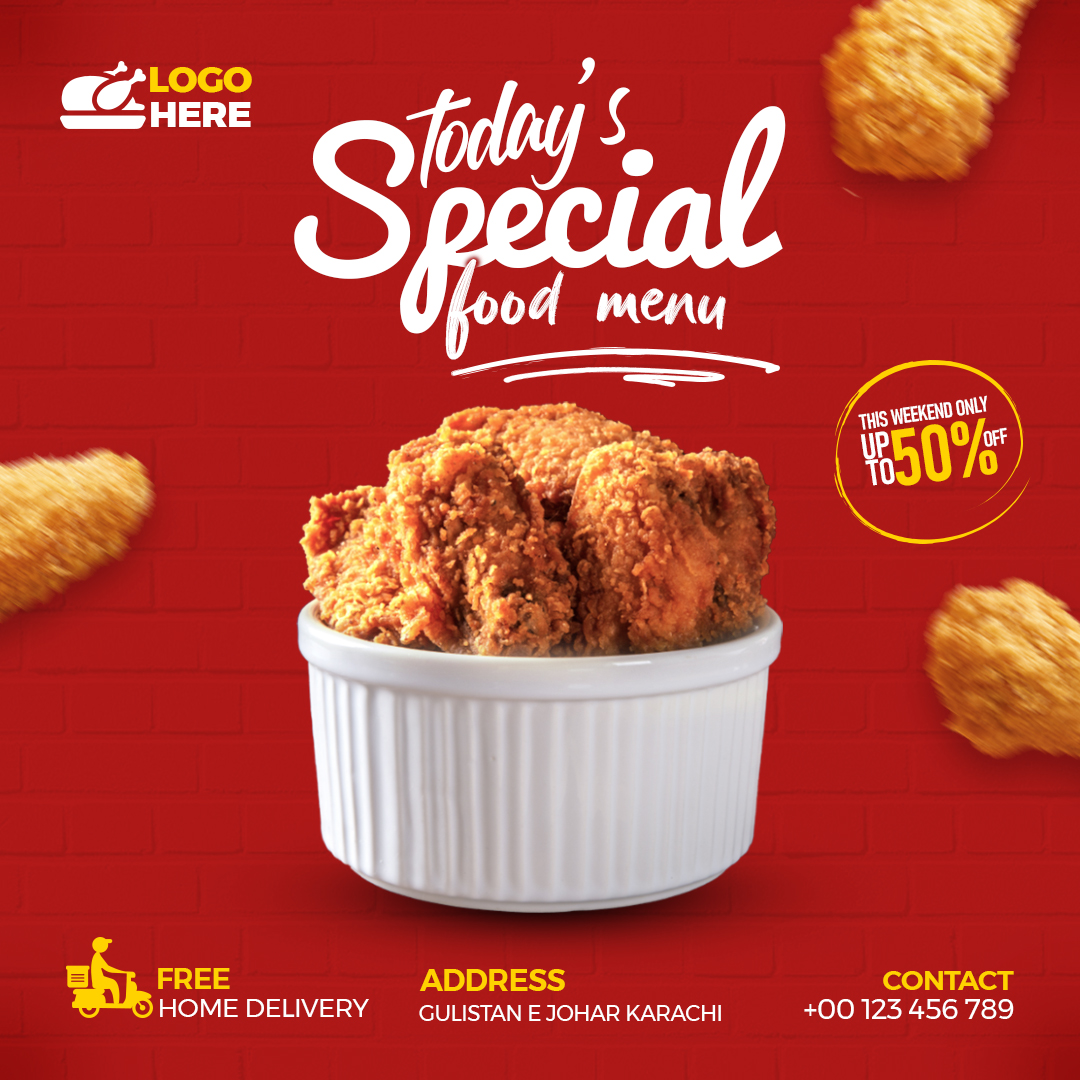 LOGO
HERE
today's
Special
food menu
THIS WEEKEND ONLY
UP TO 50% OFF
FREE
HOME DELIVERY
ADDRESS
GULISTAN E JOHAR KARACHI
CONTACT
+00 123 456 789